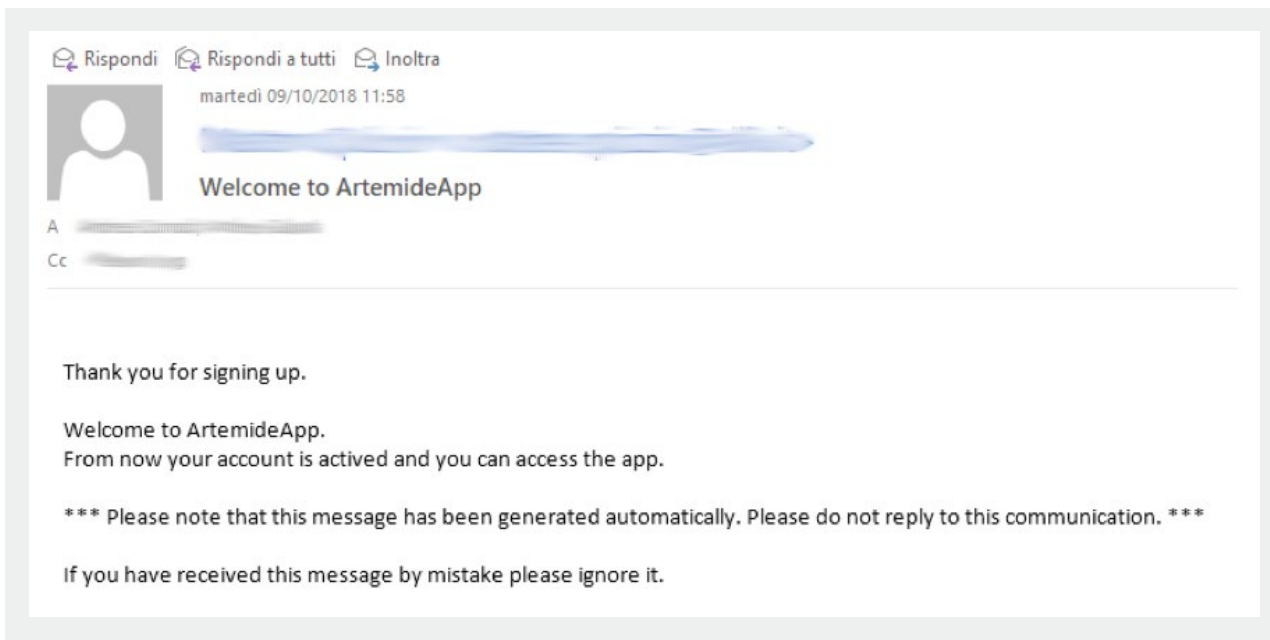 Rispondi Rispondi a tutti Inoltra
martedì 09/10/2018 11:58
Welcome to ArtemideApp
A
Cc
Thank you for signing up.
Welcome to ArtemideApp.
From now your account is actived and you can access the app.
*** Please note that this message has been generated automatically. Please do not reply to this communication. ***
If you have received this message by mistake please ignore it.